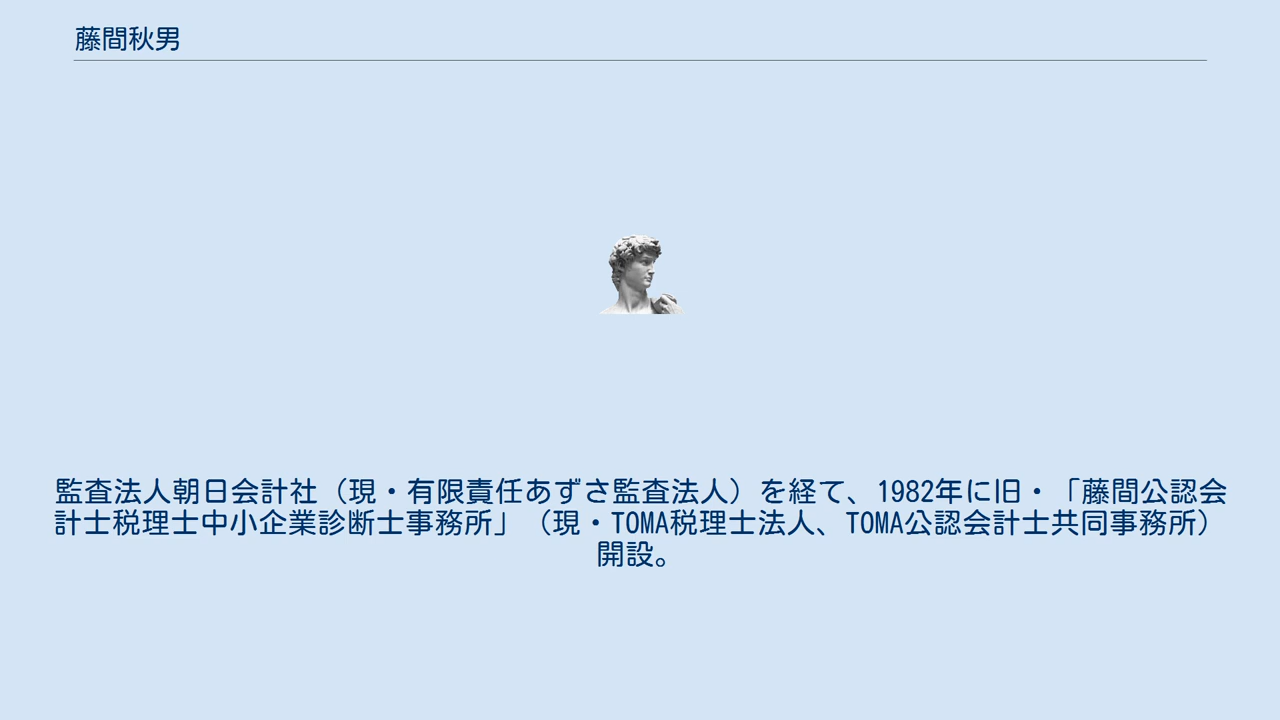 藤間秋男
監査法人朝日会計社（現・有限責任あずさ監査法人）を経て、1982年に旧・「藤間公認会
計士税理士中小企業診断士事務所」（現・TOMA税理士法人、TOMA公認会計士共同事務所）
開設。